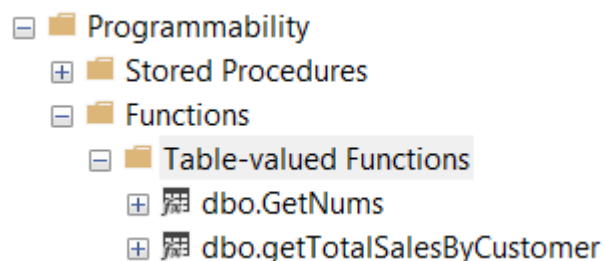 Programmability
Stored Procedures
Functions
Table-valued Functions
dbo.GetNums
dbo.getTotalSalesByCustomer